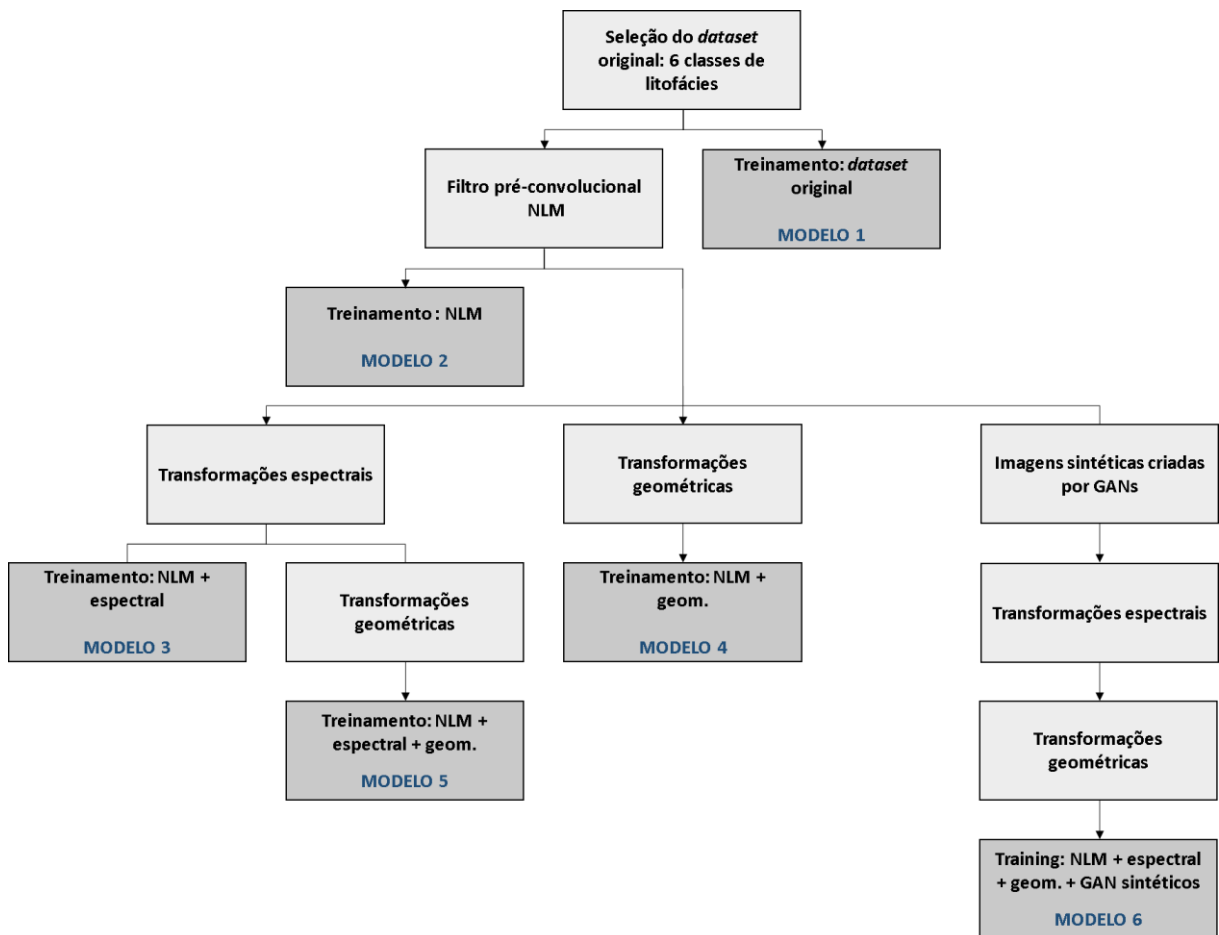 Seleção do dataset
original: 6 classes de
litofácies
Filtro pré-convolucional
NLM
Treinamento: dataset
original
MODELO 1
Treinamento : NLM
MODELO 2
Transformações espectrais
Transformações
geométricas
Imagens sintéticas criadas
por GANs
Treinamento: NLM +
espectral
MODELO 3
Transformações
geométricas
Treinamento: NLM +
geom.
MODELO 4
Transformações espectrais
Treinamento: NLM +
espectral + geom.
MODELO 5
Transformações
geométricas
Training: NLM + espectral
+ geom. + GAN sintéticos
MODELO 6